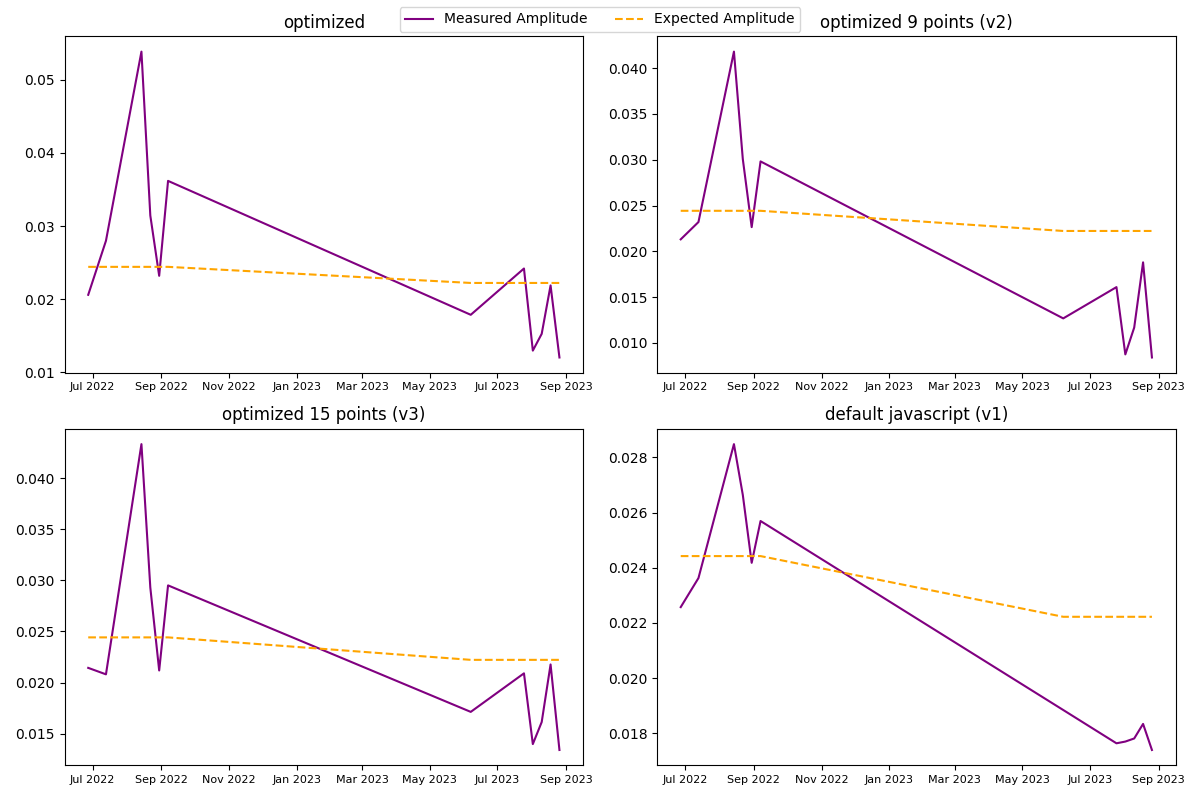 Measured Amplitude Expected Amplitude
optimized
0.05
0.04
0.03
0.02
0.01
Jul 2022 Sep 2022 Nov 2022 Jan 2023 Mar 2023 May 2023 Jul 2023 Sep 2023
optimized 9 points (v2)
0.040
0.035
0.030
0.025
0.020
0.015
0.010
Jul 2022 Sep 2022 Nov 2022 Jan 2023 Mar 2023 May 2023 Jul 2023 Sep 2023
optimized 15 points (v3)
0.040
0.035
0.030
0.025
0.020
0.015
Jul 2022 Sep 2022 Nov 2022 Jan 2023 Mar 2023 May 2023 Jul 2023 Sep 2023
default javascript (v1)
0.028
0.026
0.024
0.022
0.020
0.018
Jul 2022 Sep 2022 Nov 2022 Jan 2023 Mar 2023 May 2023 Jul 2023 Sep 2023